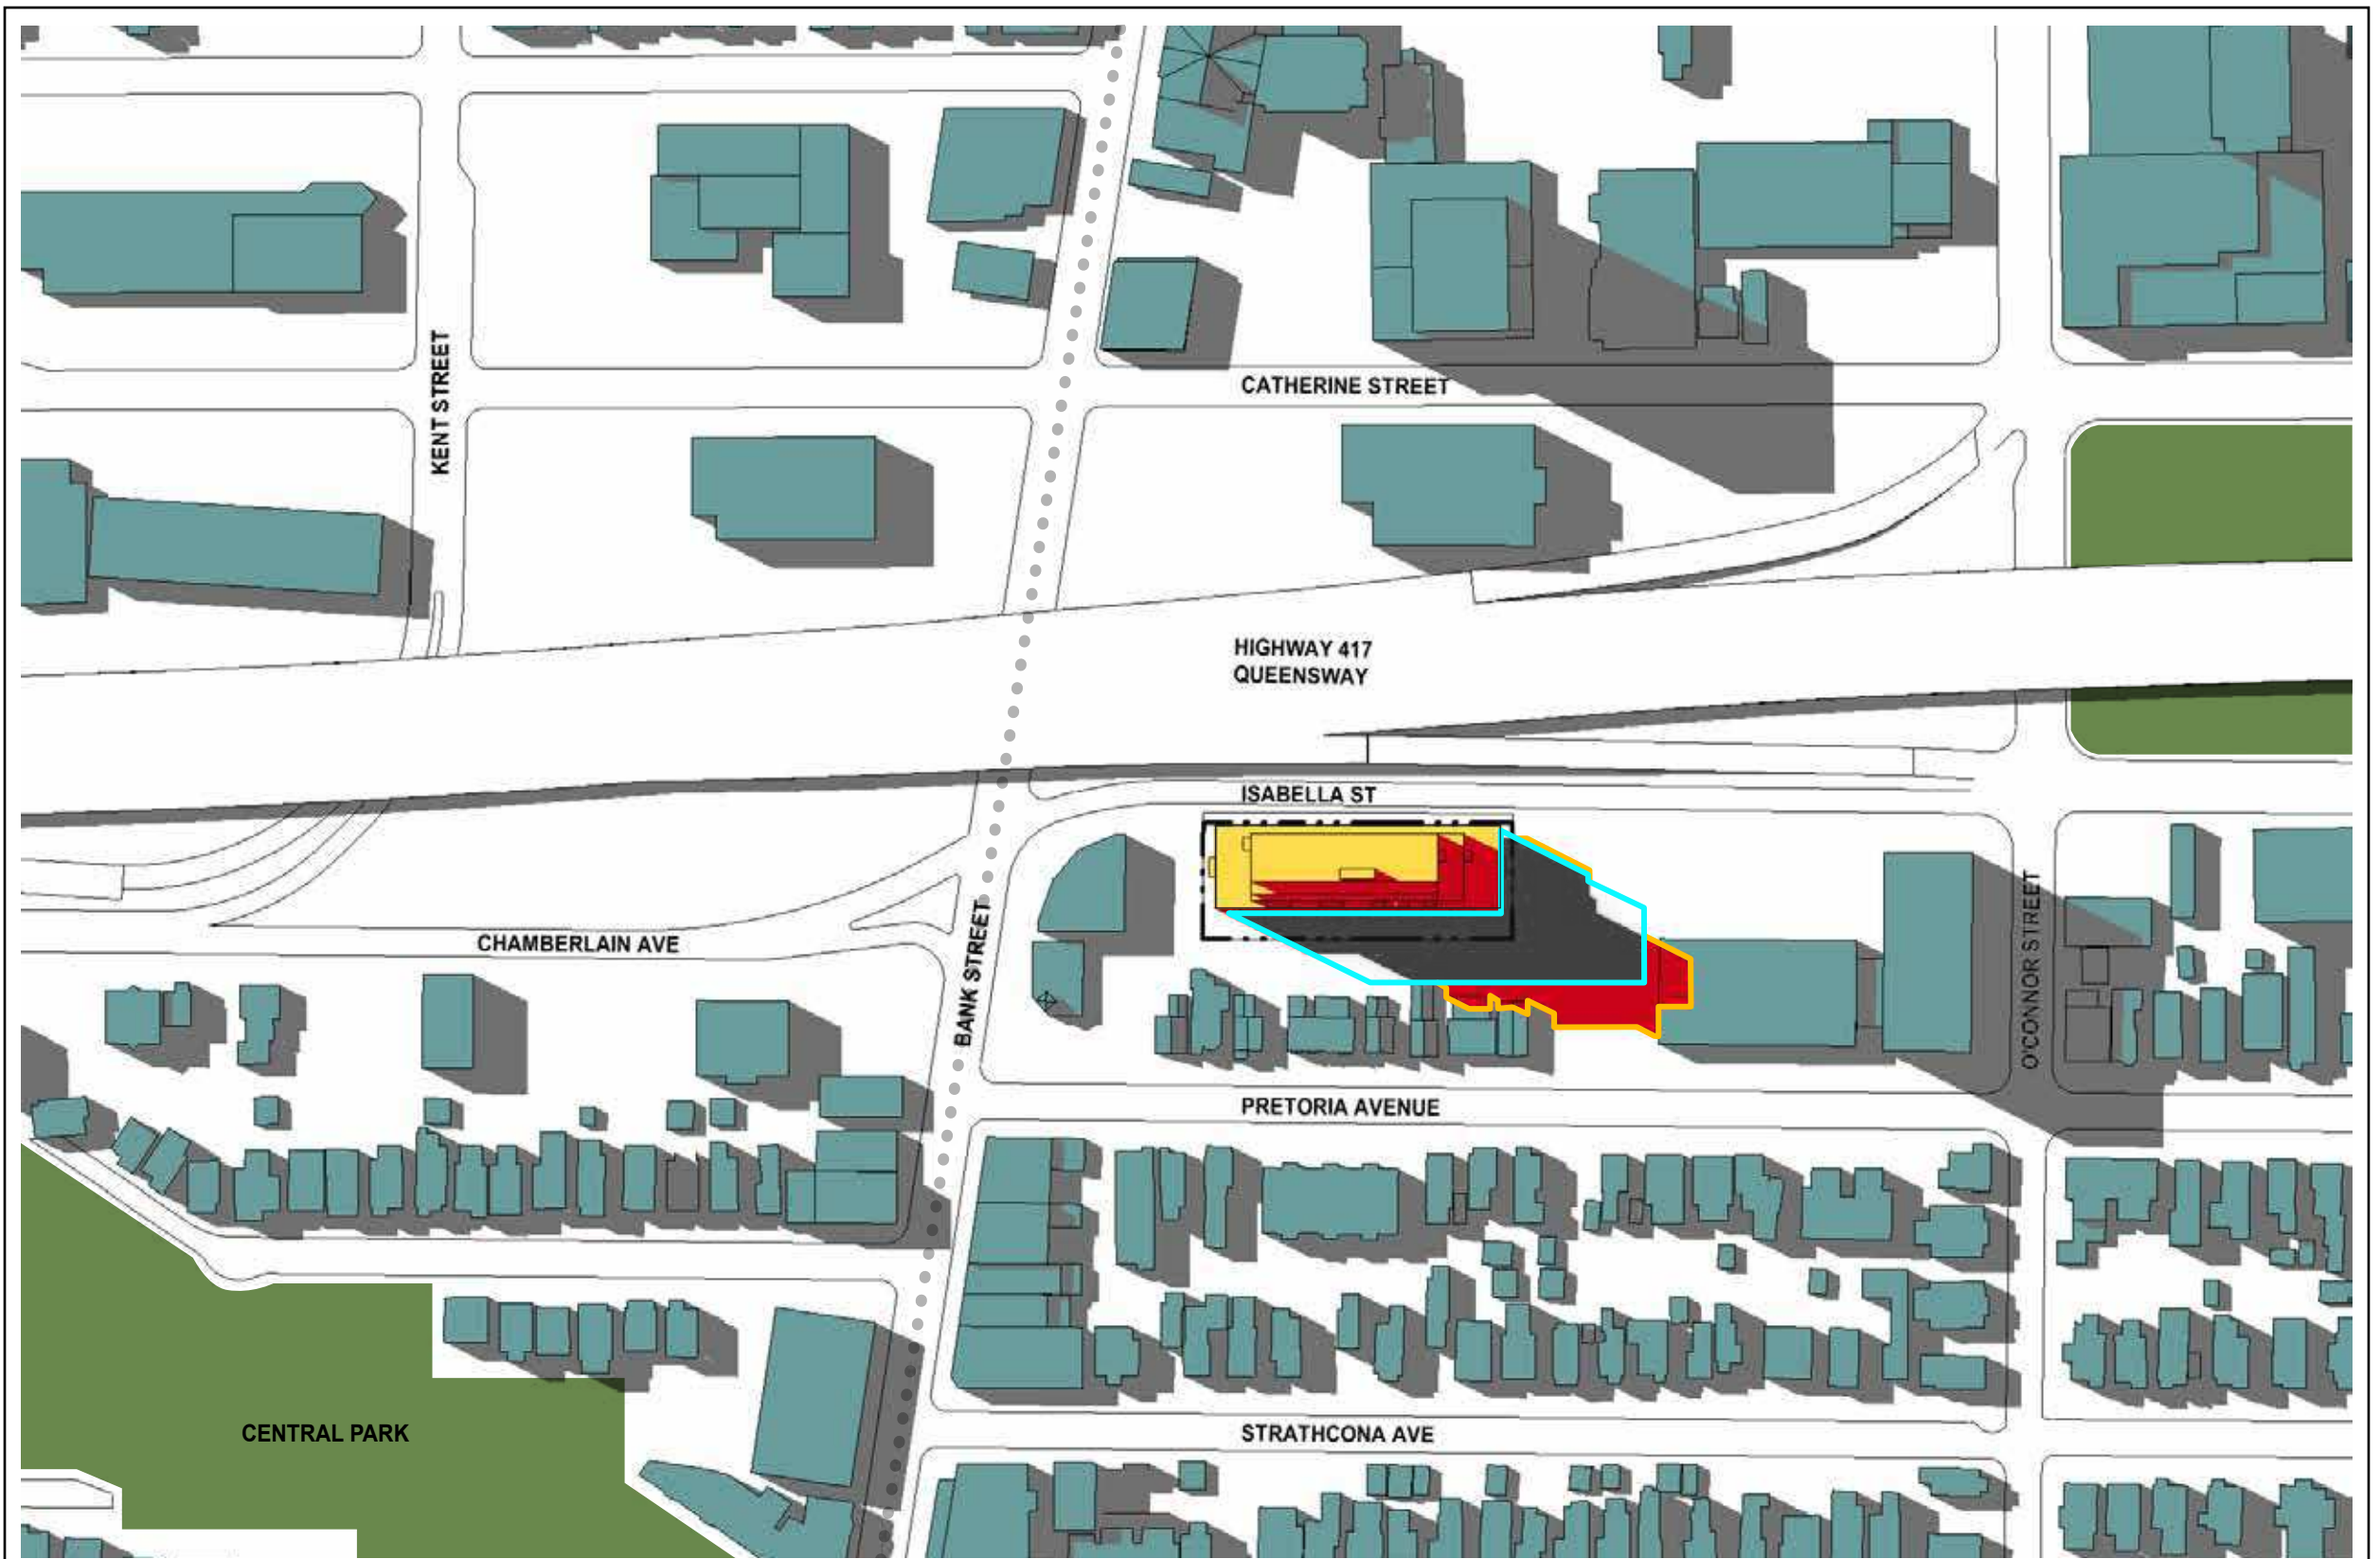 CATHERINE STREET
KENT STREET
HIGHWAY 417
QUEENSWAY
ISABELLA ST
CHAMBERLAIN AVE
BANK STREET
O'CONNOR STREET
PRETORIA AVENUE
CENTRAL PARK
STRATHCONA AVE